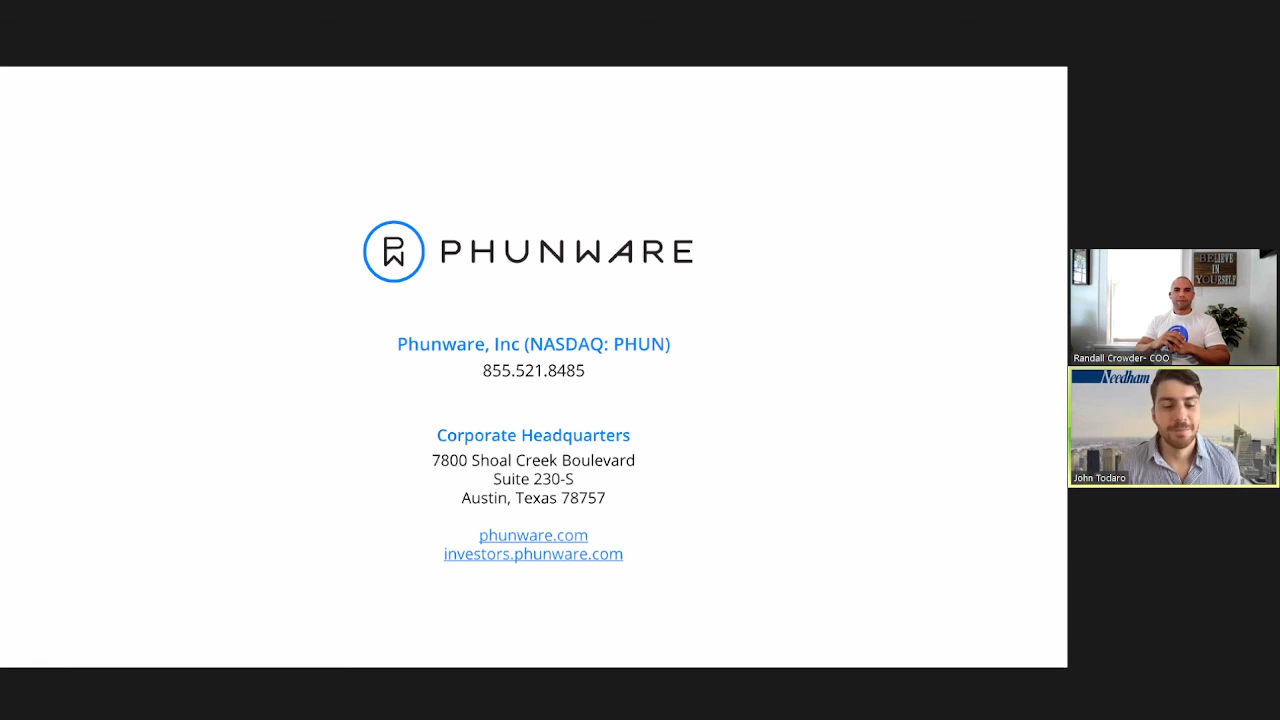 PW PHUNWARE
Phunware, Inc (NASDAQ: PHUN)
855.521.8485
Corporate Headquarters
7800 Shoal Creek Boulevard
Suite 230-S
Austin, Texas 78757
phunware.com
investors.phunware.com
BELIEVE
IN
YOURSELF
Randall Crowder- COO
Needham
John Todaro